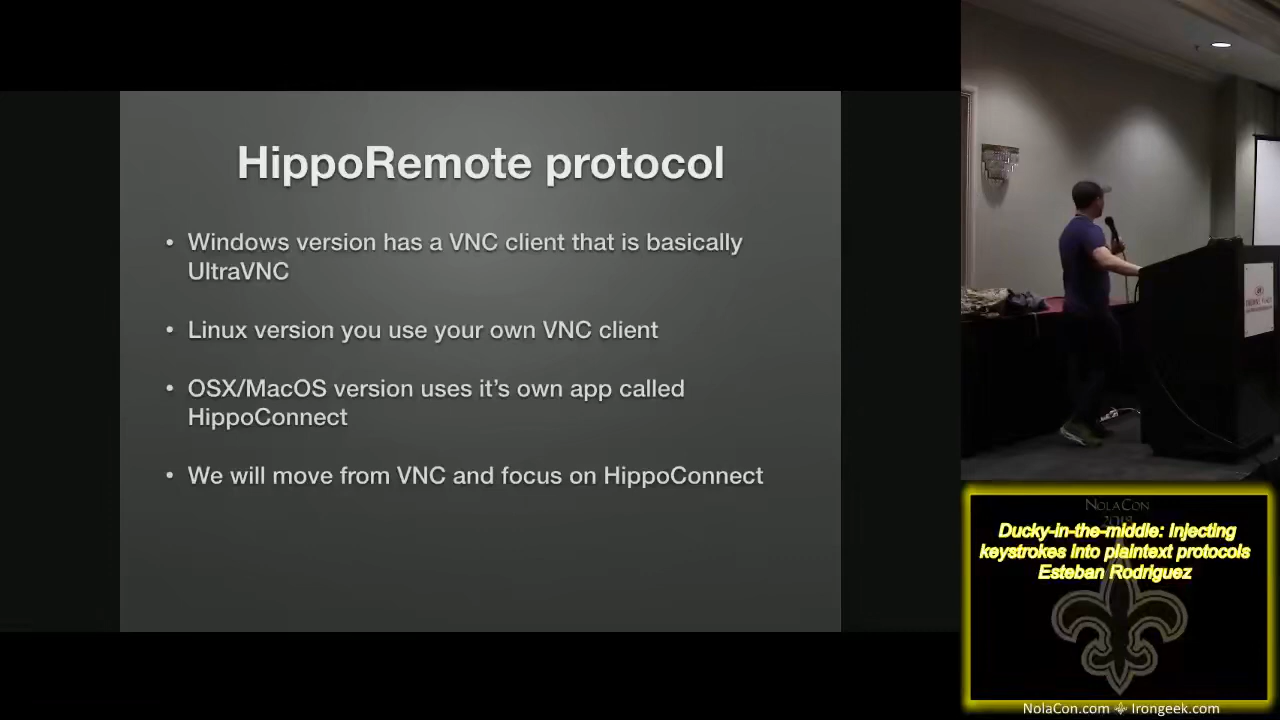 HippoRemote protocol
• Windows version has a VNC client that is basically
UltraVNC
• Linux version you use your own VNC client
• OSX/MacOS version uses it's own app called
HippoConnect
• We will move from VNC and focus on HippoConnect
NOLACON
2018
Ducky-in-the-middle: Injecting
keystrokes into plaintext protocols
Esteban Rodriguez
NolaCon.com ⚜ Irongeek.com